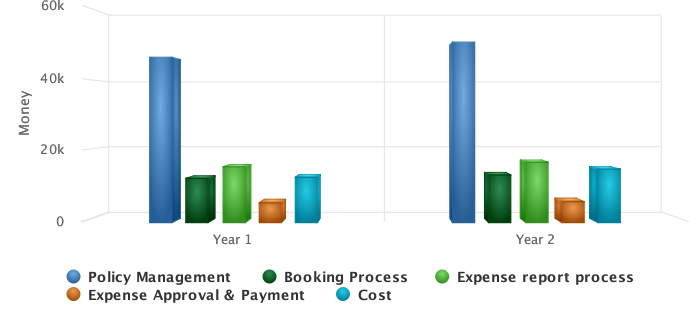 60k
40k
20k
0
Money
Year 1
Year 2
Policy Management
Booking Process
Expense report process
Expense Approval & Payment
Cost